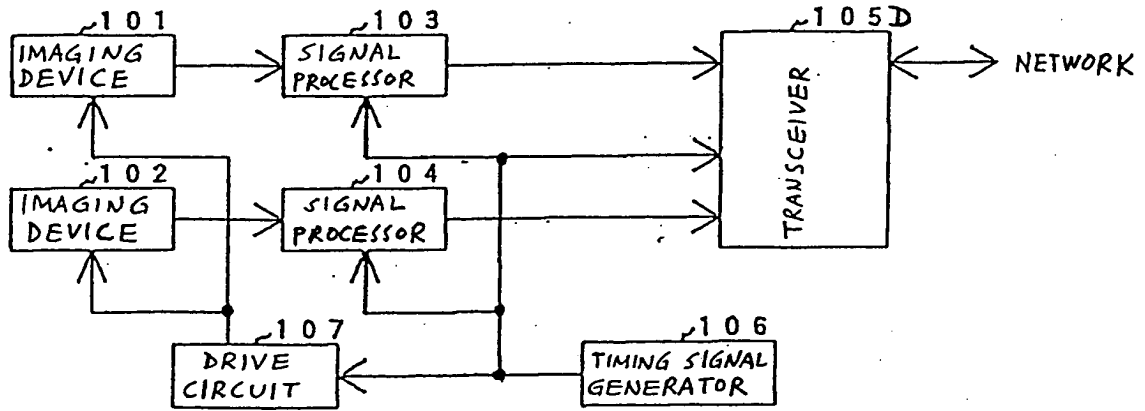 101
IMAGING
DEVICE
103
SIGNAL
PROCESSOR
105D
TRANSCEIVER
NETWORK
102
IMAGING
DEVICE
104
SIGNAL
PROCESSOR
107
DRIVE
CIRCUIT
106
TIMING SIGNAL
GENERATOR